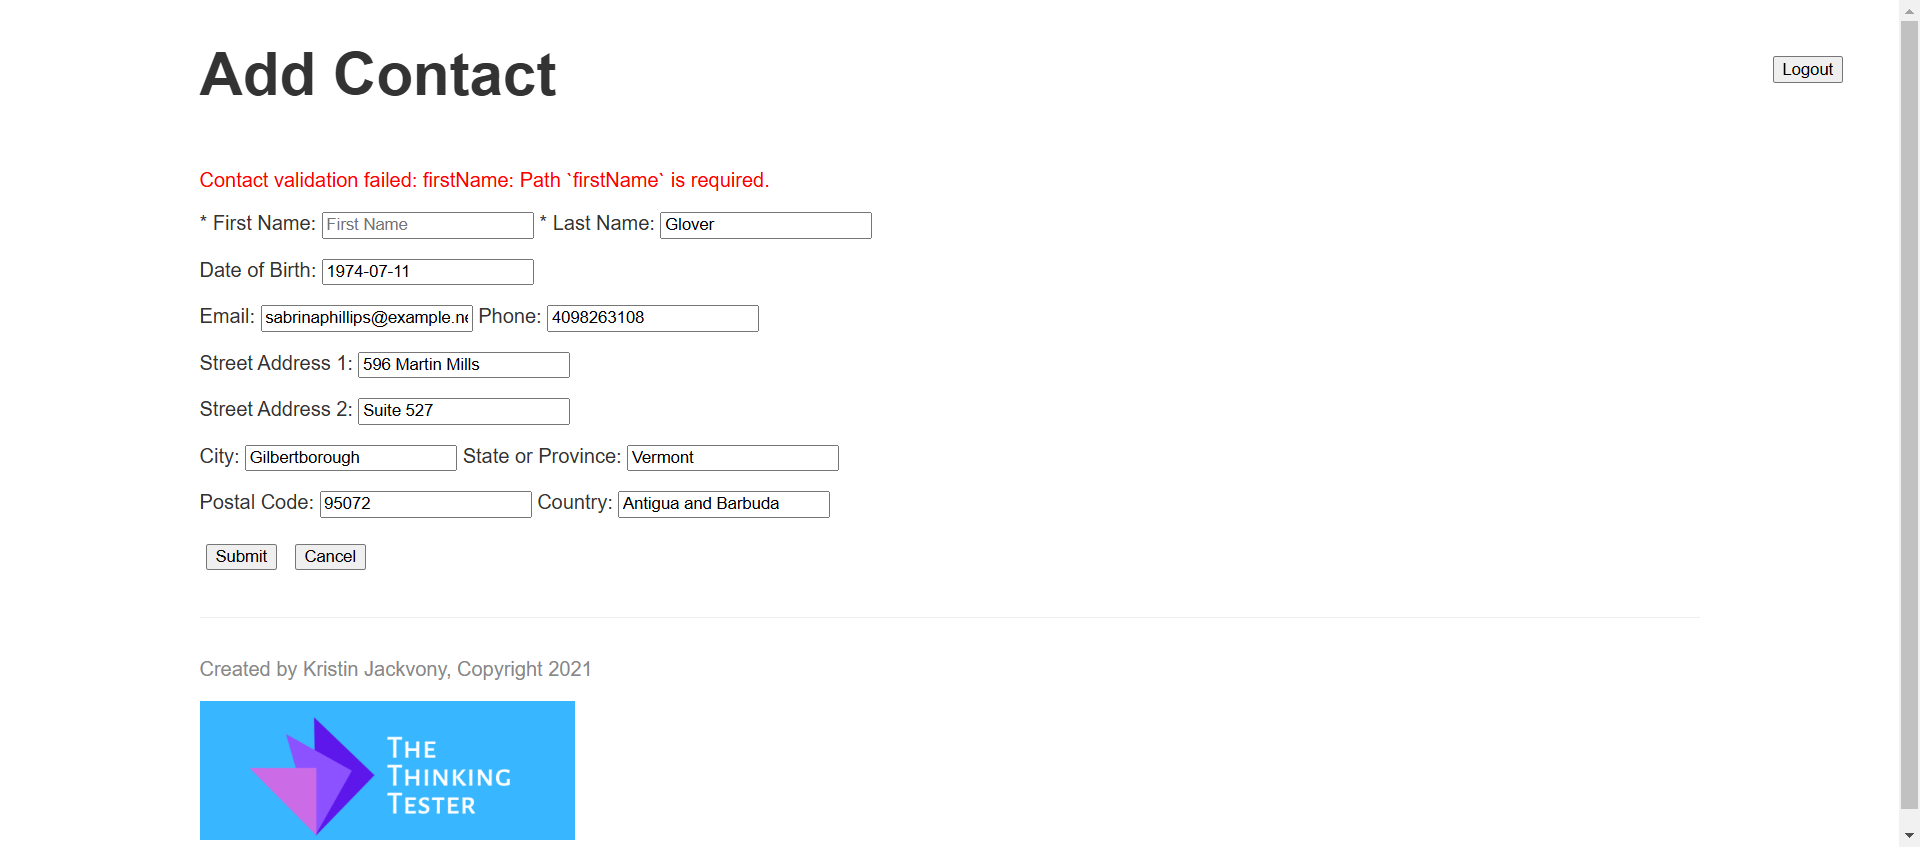 Add Contact
Logout
Contact validation failed: firstName: Path `firstName` is required.
* First Name: First Name * Last Name: Glover
Date of Birth: 1974-07-11
Email: sabrinaphillips@example.ne Phone: 4098263108
Street Address 1: 596 Martin Mills
Street Address 2: Suite 527
City: Gilbertborough State or Province: Vermont
Postal Code: 95072 Country: Antigua and Barbuda
Submit Cancel
Created by Kristin Jackvony, Copyright 2021
THE
THINKING
TESTER